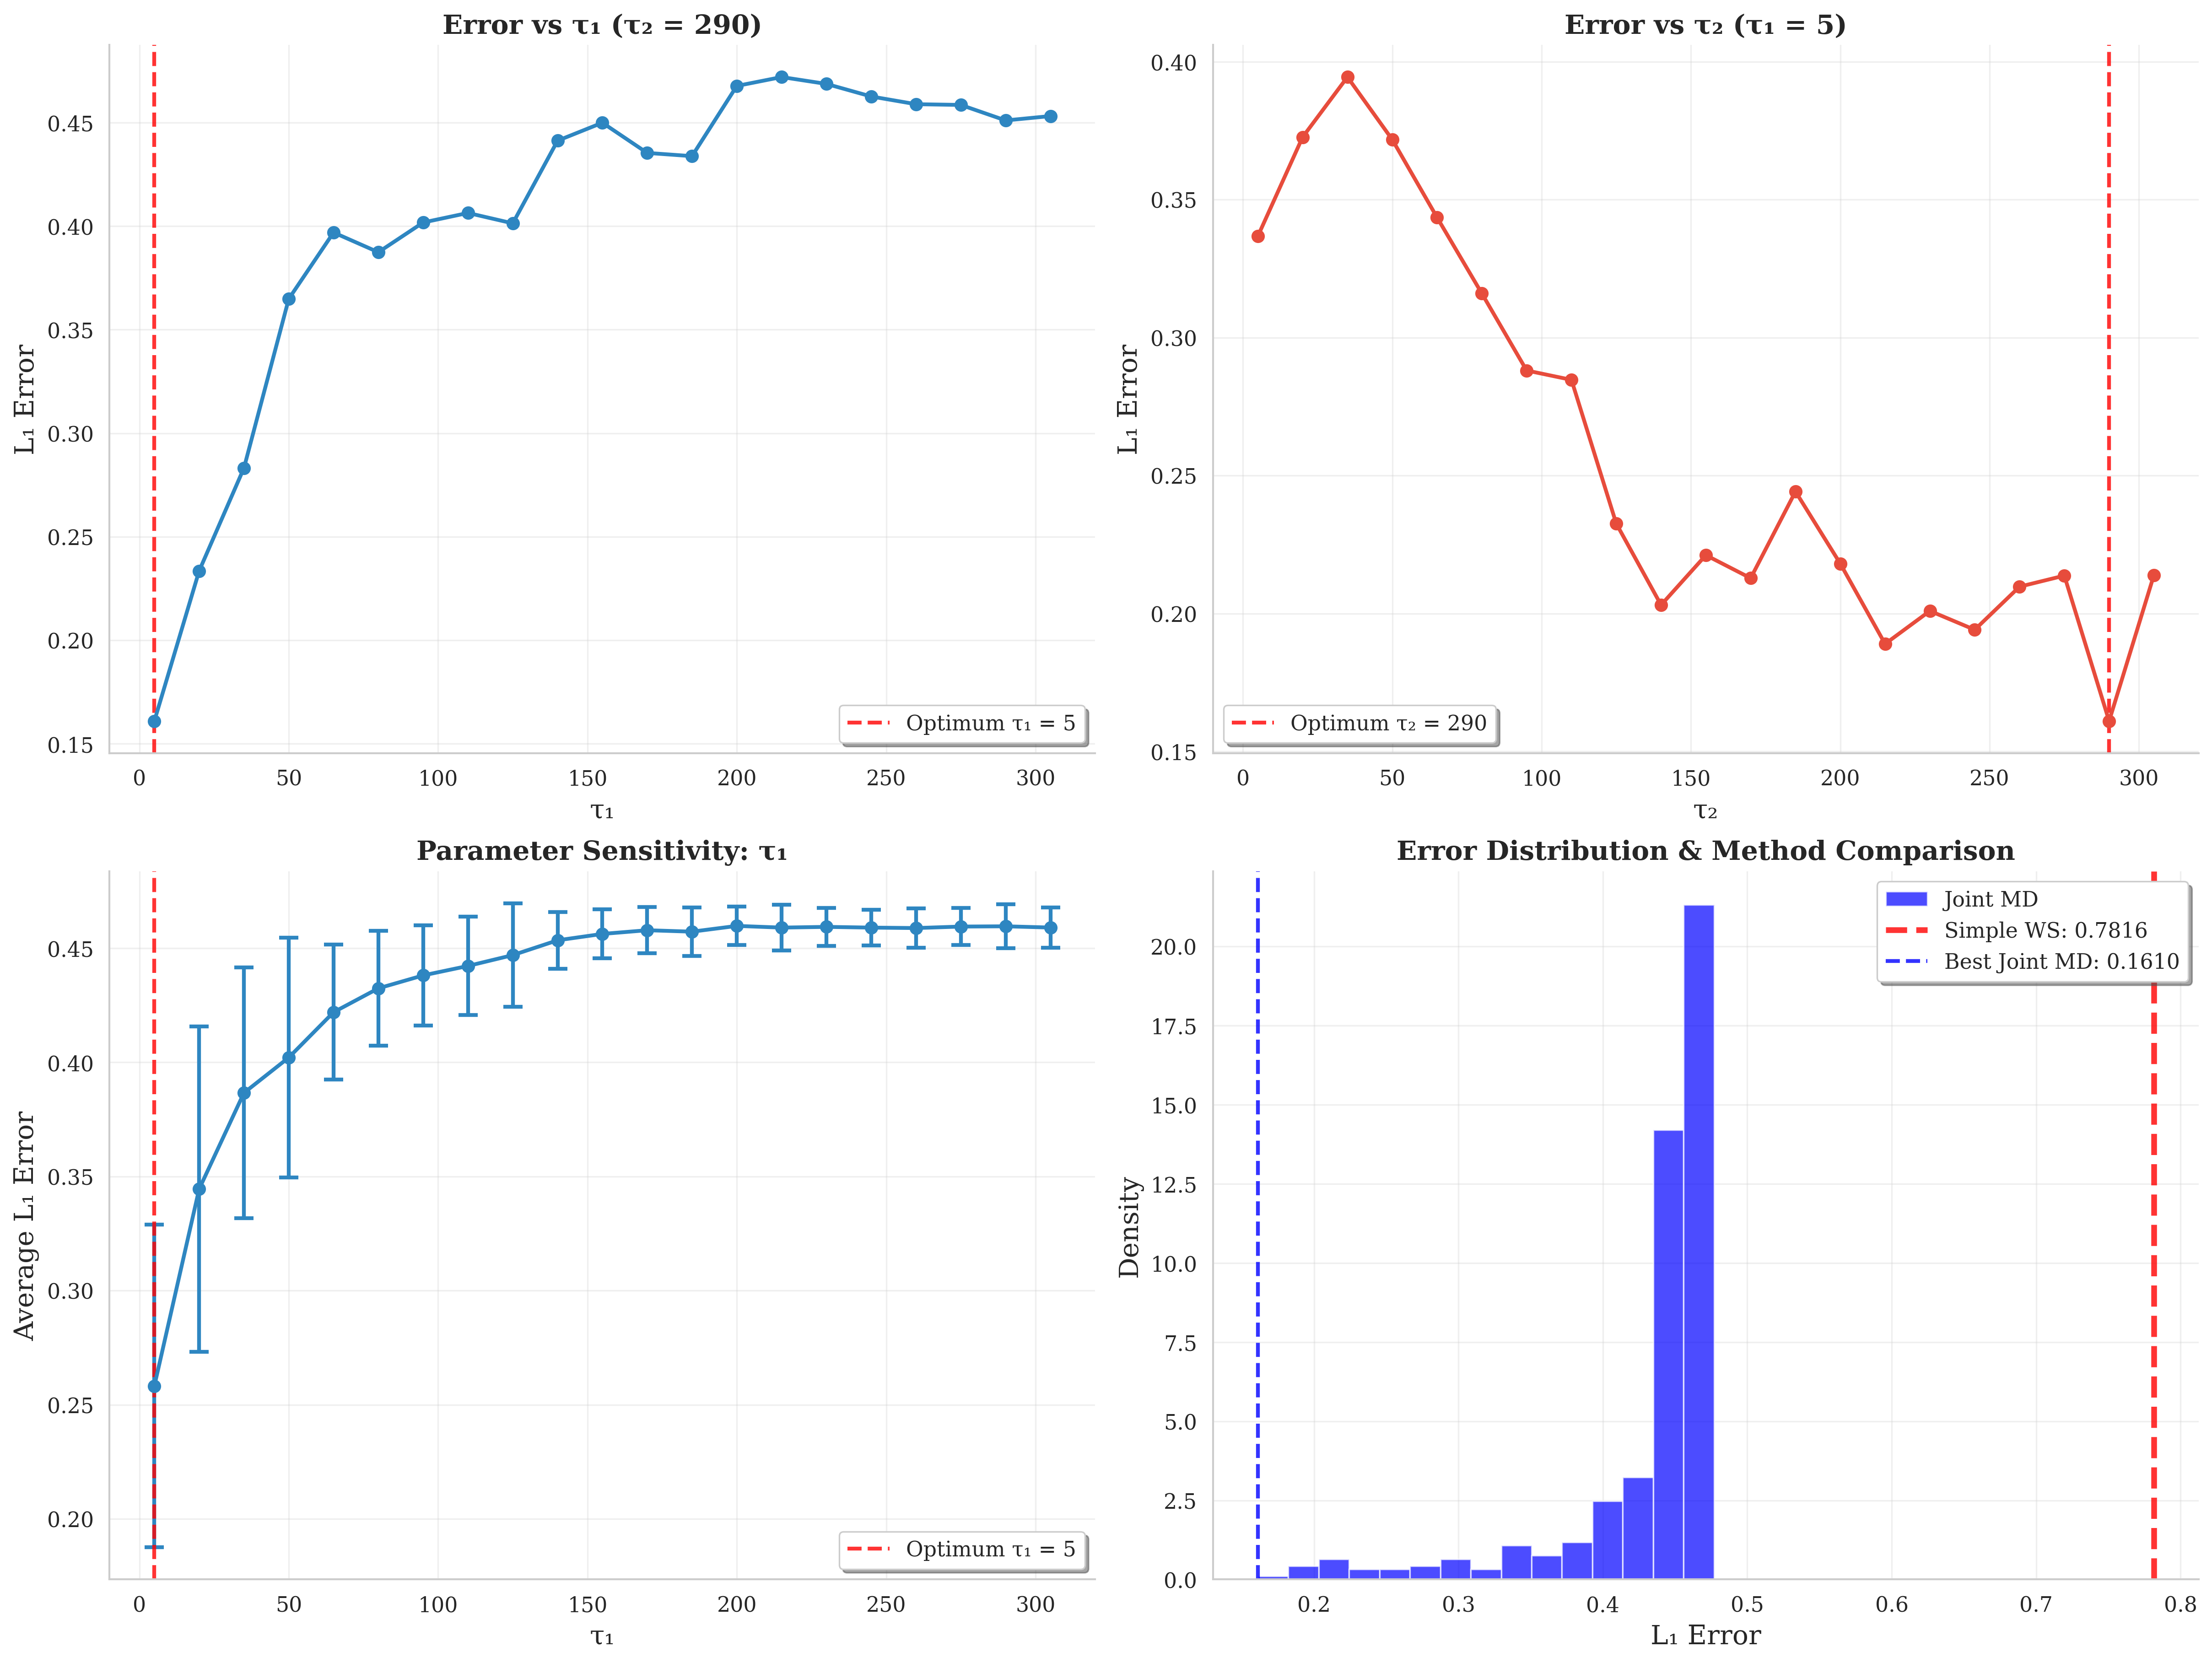 Error vs τ₁ (τ₂ = 290)
L₁ Error
0.45
0.40
0.35
0.30
0.25
0.20
0.15
0 50 100 150 200 250 300
τ₁
Optimum τ₁ = 5
Error vs τ₂ (τ₁ = 5)
L₁ Error
0.40
0.35
0.30
0.25
0.20
0.15
0 50 100 150 200 250 300
τ₂
Optimum τ₂ = 290
Parameter Sensitivity: τ₁
Average L₁ Error
0.45
0.40
0.35
0.30
0.25
0.20
0 50 100 150 200 250 300
τ₁
Optimum τ₁ = 5
Error Distribution & Method Comparison
Density
20.0
17.5
15.0
12.5
10.0
7.5
5.0
2.5
0.0
0.2 0.3 0.4 0.5 0.6 0.7 0.8
L₁ Error
Joint MD
Simple WS: 0.7816
Best Joint MD: 0.1610